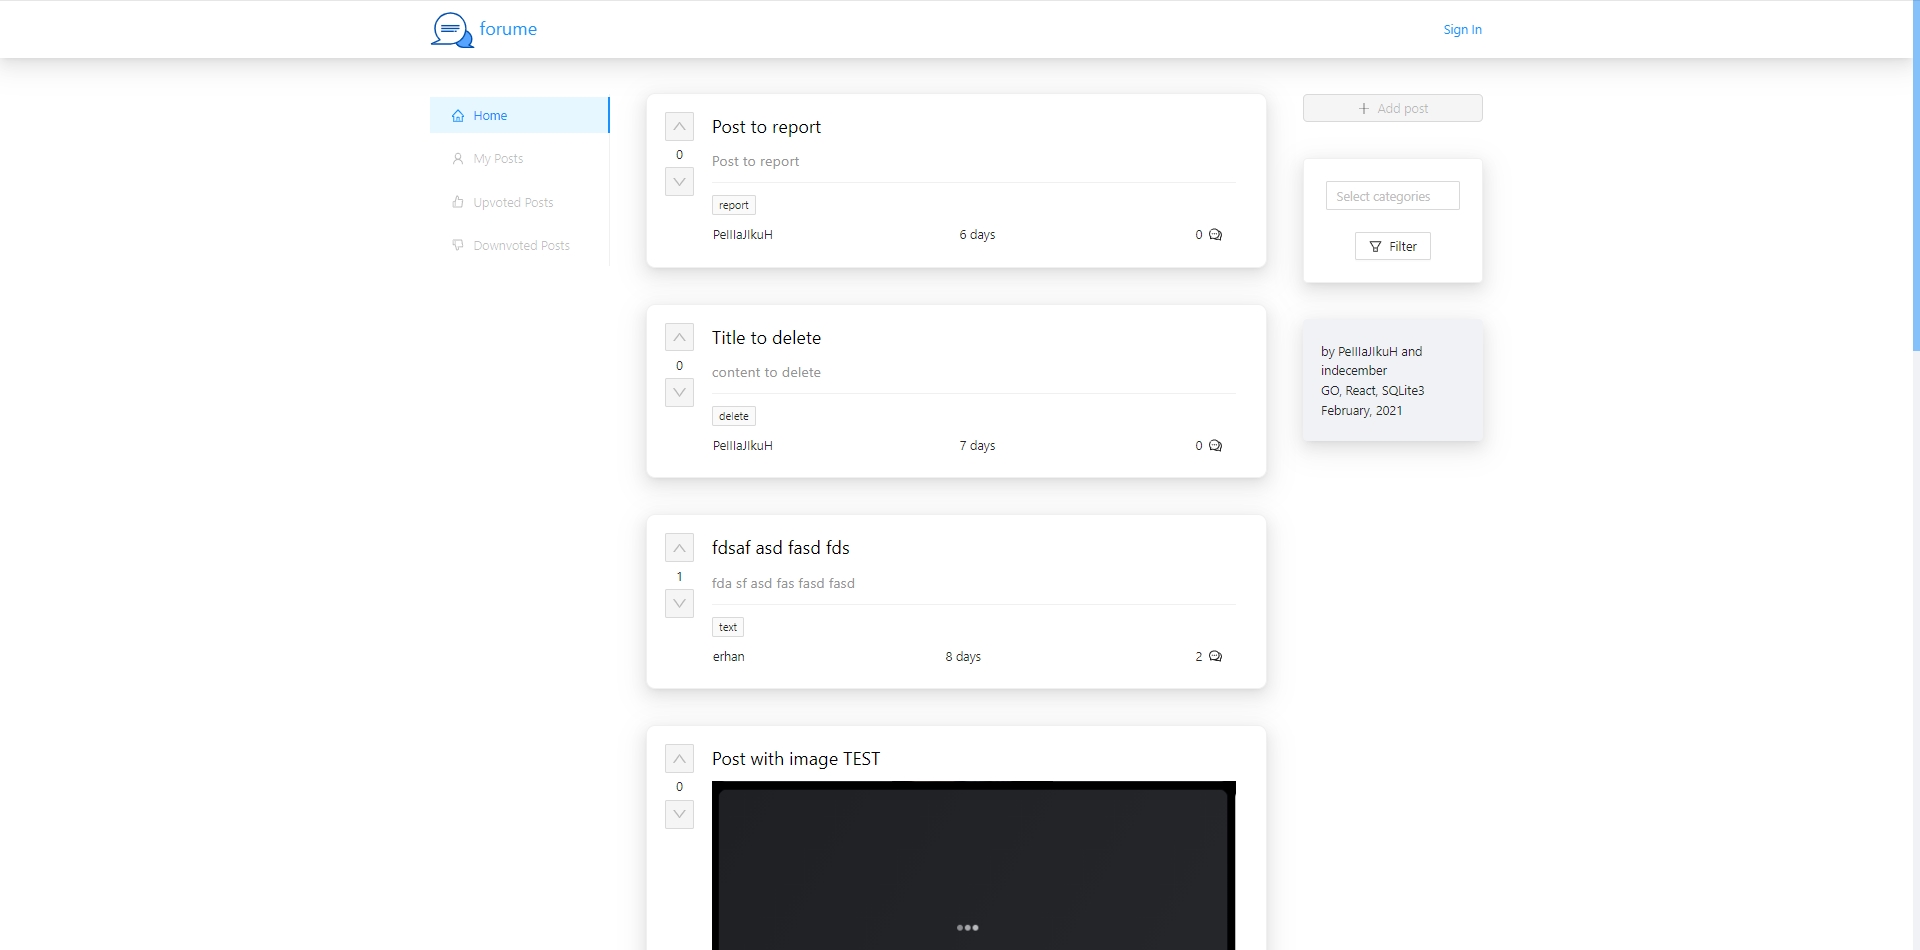 forume
Sign In
Home
My Posts
Upvoted Posts
Downvoted Posts
Post to report
0
Post to report
report
PeIIIaJIkuH
6 days
0
Title to delete
0
content to delete
delete
PeIIIaJIkuH
7 days
0
fdsaf asd fasd fds
1
fda sf asd fas fasd fasd
text
erhan
8 days
2
Post with image TEST
0
Add post
Select categories
Filter
by PeIIIaJIkuH and
indecember
GO, React, SQLite3
February, 2021